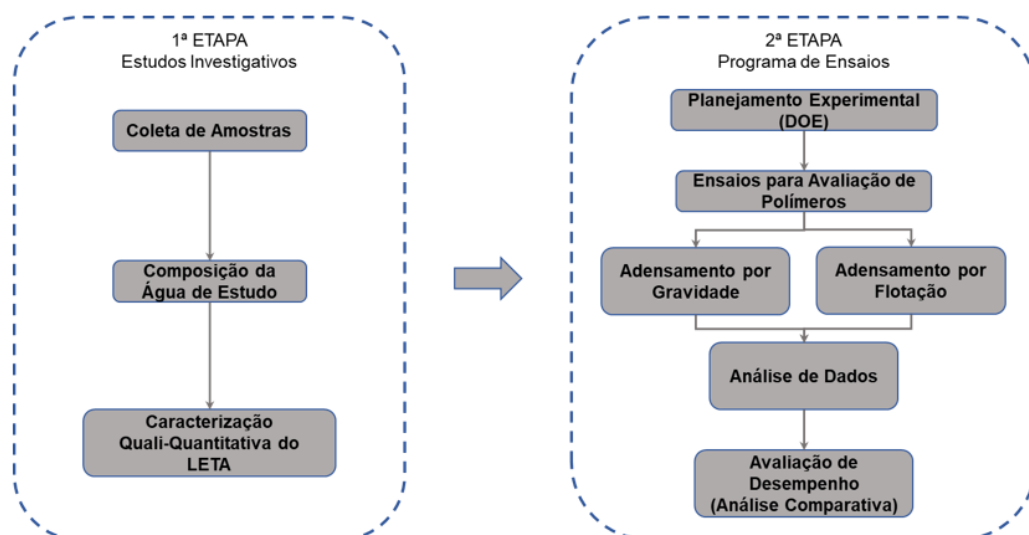 1ª ETAPA
Estudos Investigativos
Coleta de Amostras
Composição da
Água de Estudo
Caracterização
Quali-Quantitativa do
LETA
2ª ETAPA
Programa de Ensaios
Planejamento Experimental
(DOE)
Ensaios para Avaliação de
Polímeros
Adensamento por
Gravidade
Adensamento por
Flotação
Análise de Dados
Avaliação de
Desempenho
(Análise Comparativa)